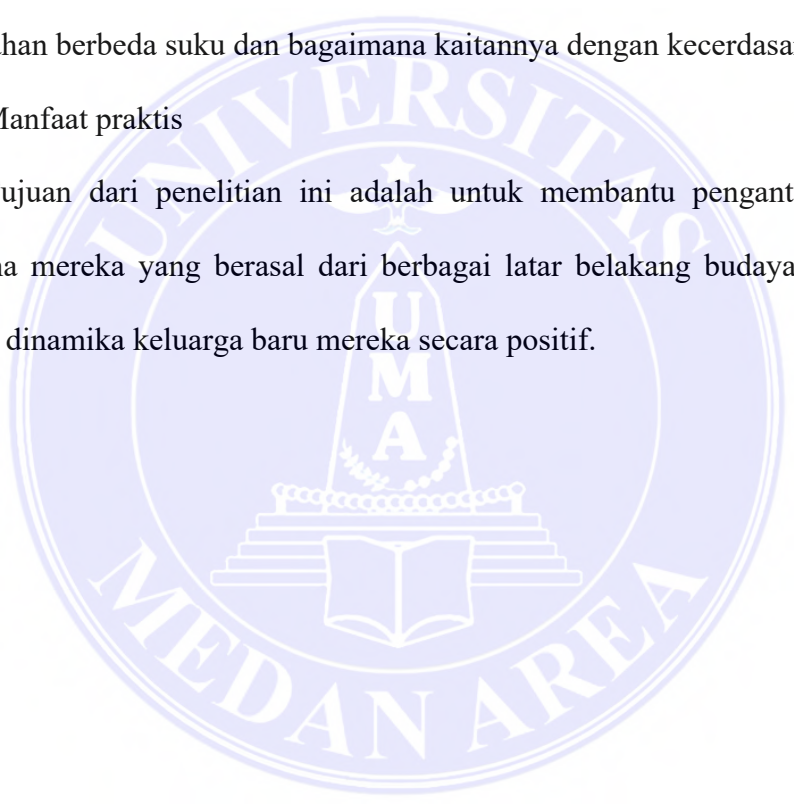 han berbeda suku dan bagaimana kaitannya dengan kecerdasa
Manfaat praktis
ujuan dari penelitian ini adalah untuk membantu pengant
a mereka yang berasal dari berbagai latar belakang budaya
dinamika keluarga baru mereka secara positif.
UNIVERSITAS
U
M
A
MEDAN AREA